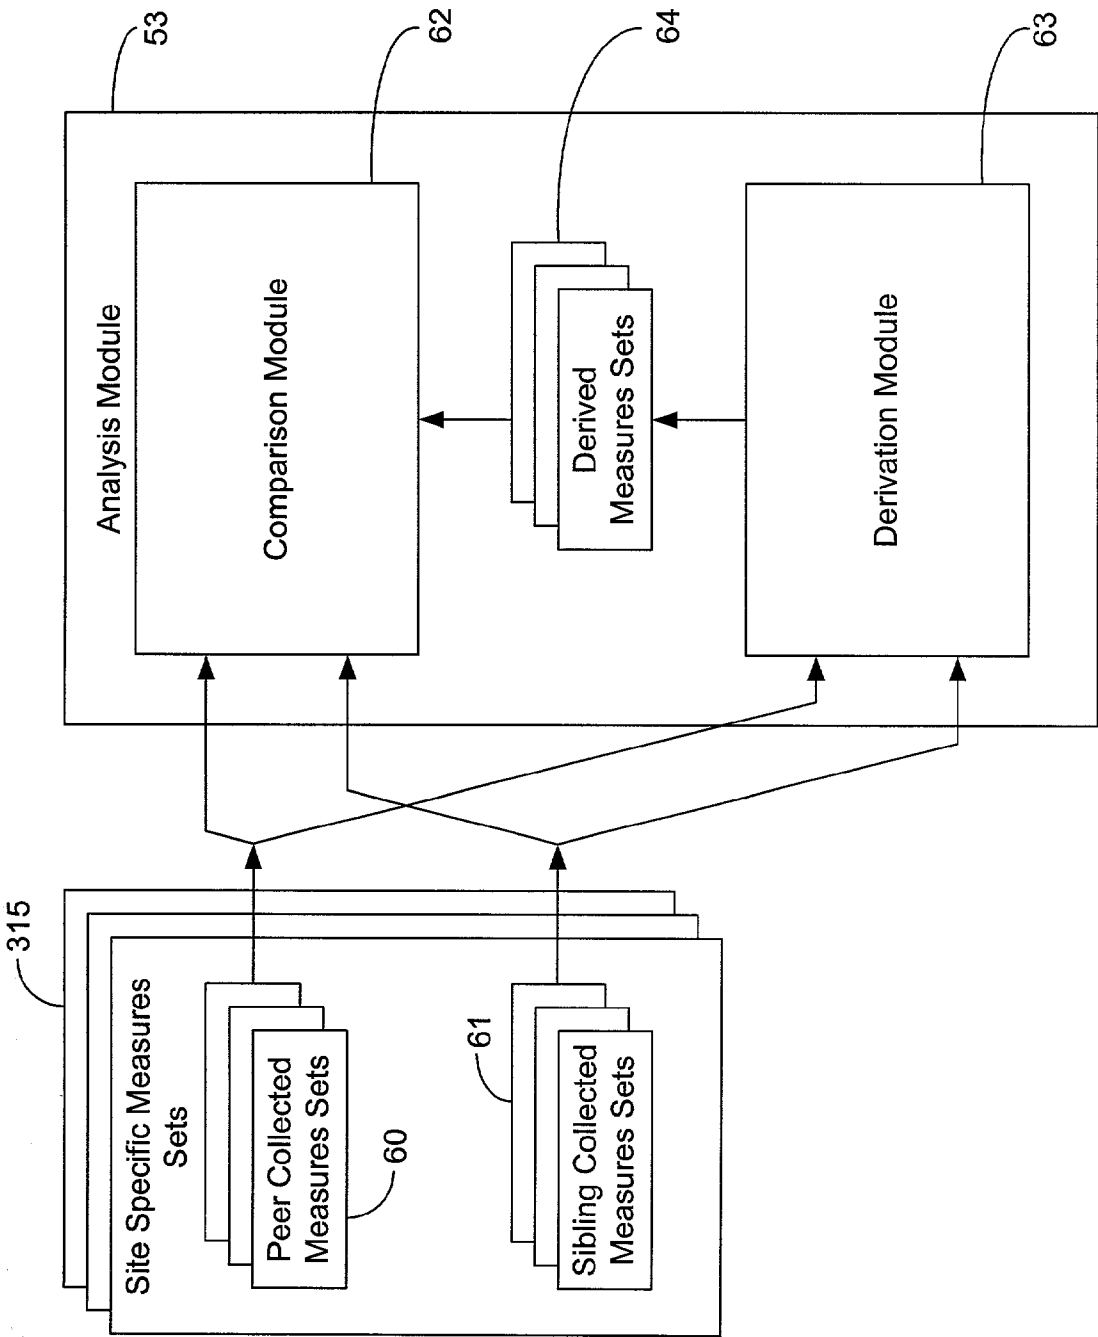 315
Site Specific Measures
Sets
Peer Collected
Measures Sets
60
61
Sibling Collected
Measures Sets
53
Analysis Module
Comparison Module
62
Derived
Measures Sets
64
Derivation Module
63